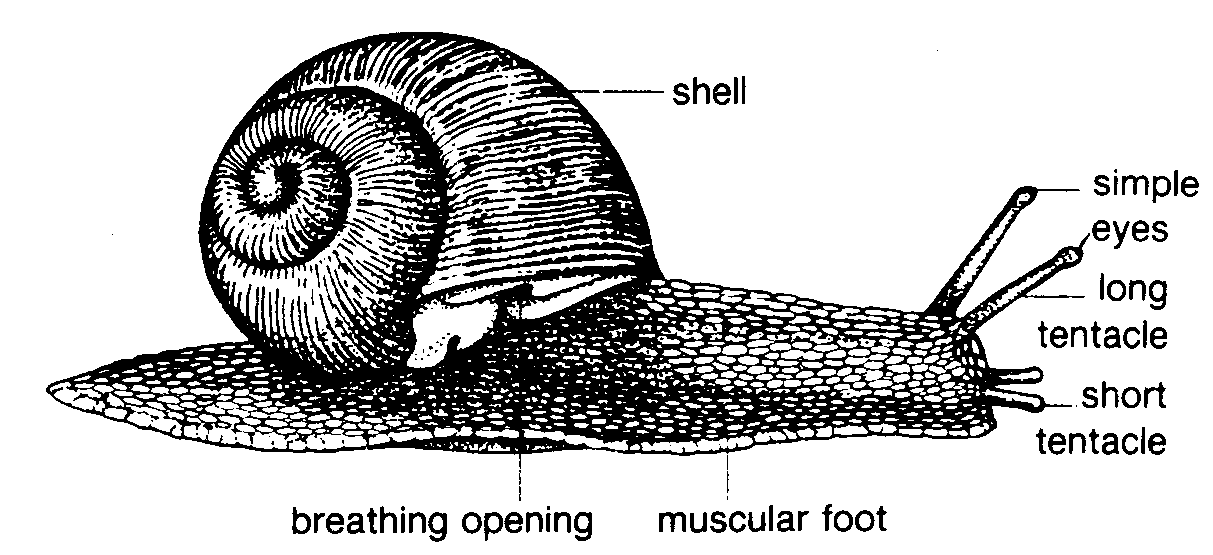 shell
simple
eyes
long
tentacle
short
tentacle
breathing opening
muscular foot